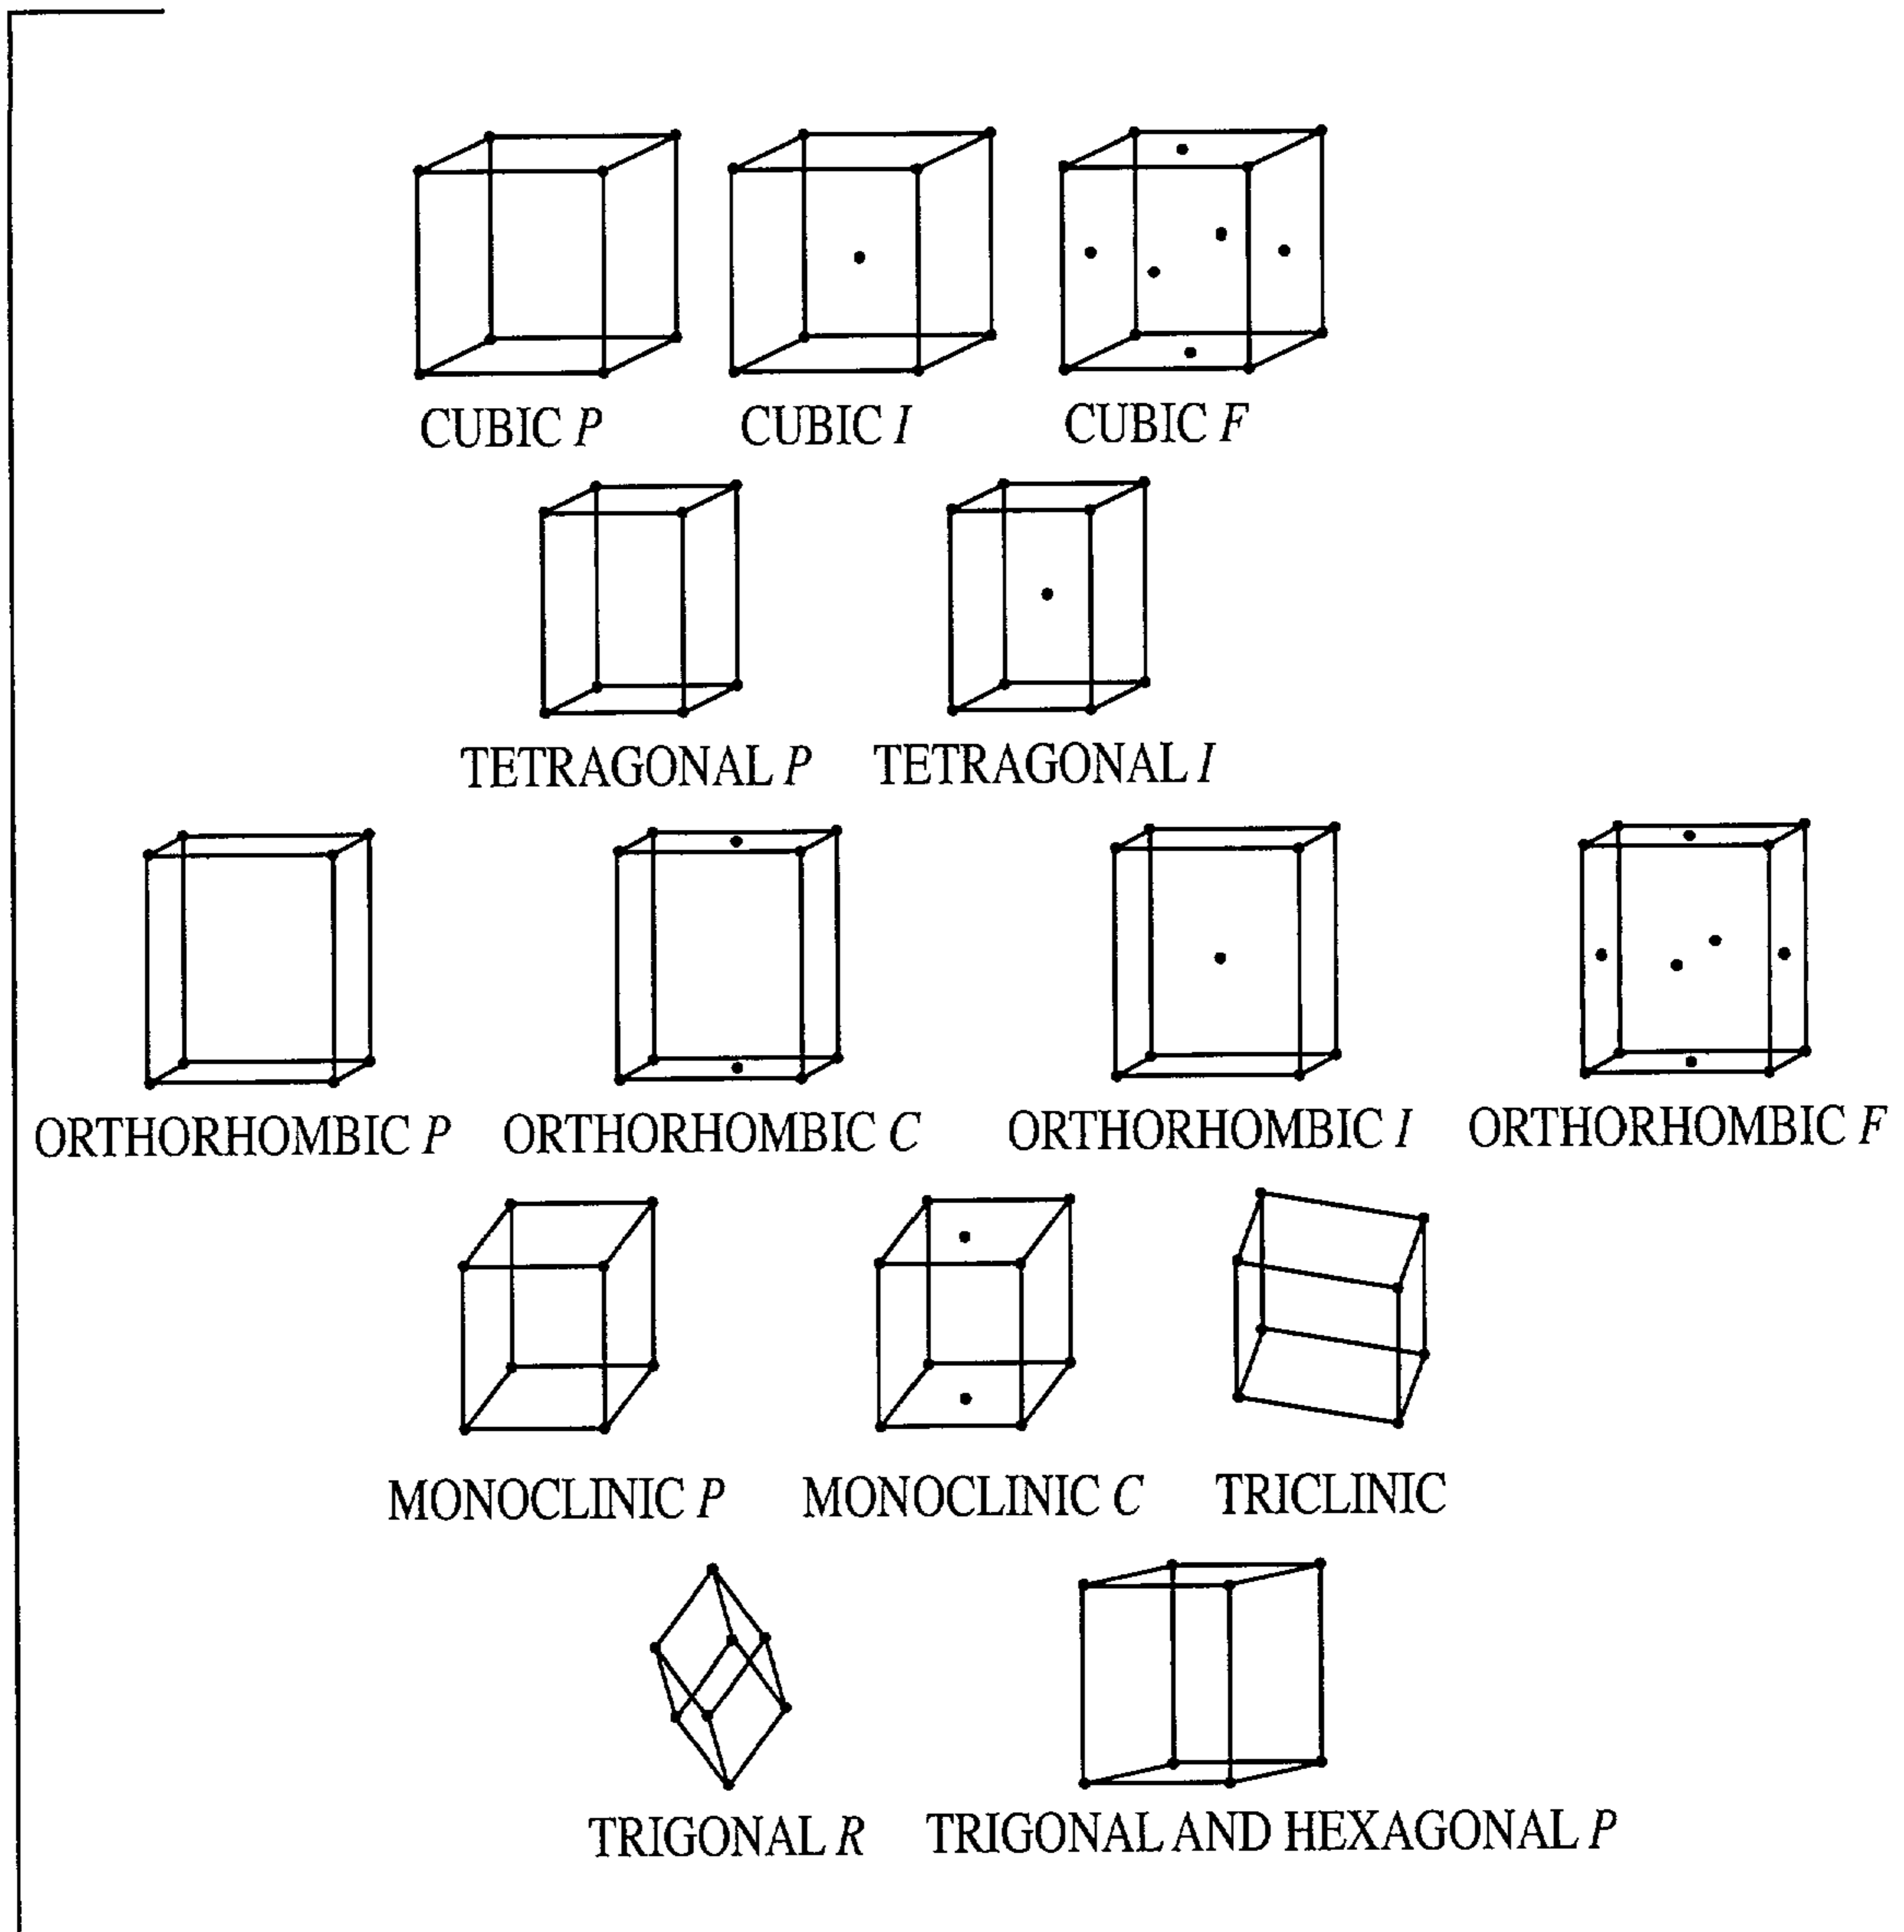 CUBIC P CUBIC I CUBIC F
TETRAGONAL P TETRAGONAL I
ORTHORHOMBIC P ORTHORHOMBIC C ORTHORHOMBIC I ORTHORHOMBIC F
MONOCLINIC P MONOCLINIC C TRICLINIC
TRIGONAL R TRIGONAL AND HEXAGONAL P